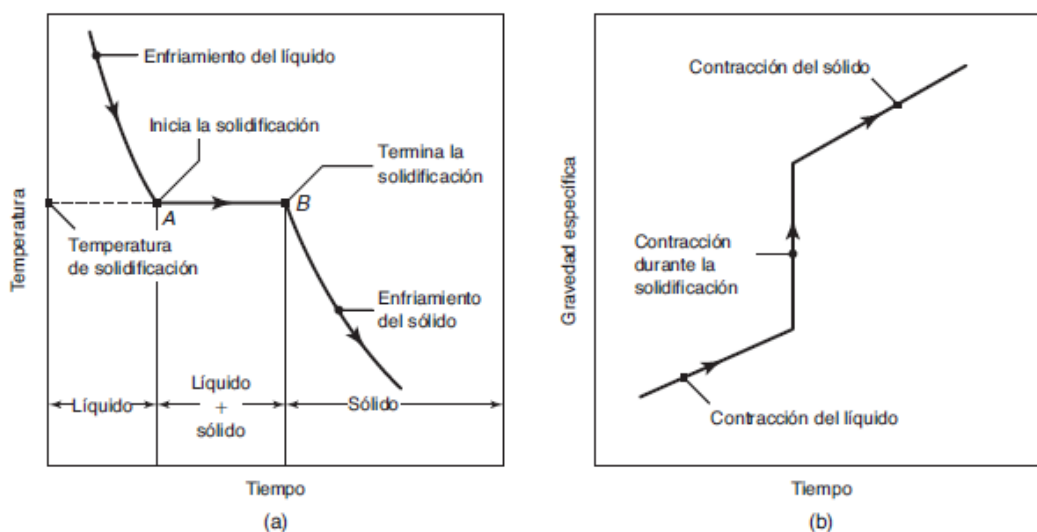 Temperatura
Enfriamiento del líquido
Inicia la solidificación
Termina la
solidificación
A
B
Temperatura
de solidificación
Enfriamiento
del sólido
Líquido
Líquido
+
sólido
Sólido
Tiempo
(a)
Gravedad específica
Contracción del sólido
Contracción
durante la
solidificación
Contracción del líquido
Tiempo
(b)